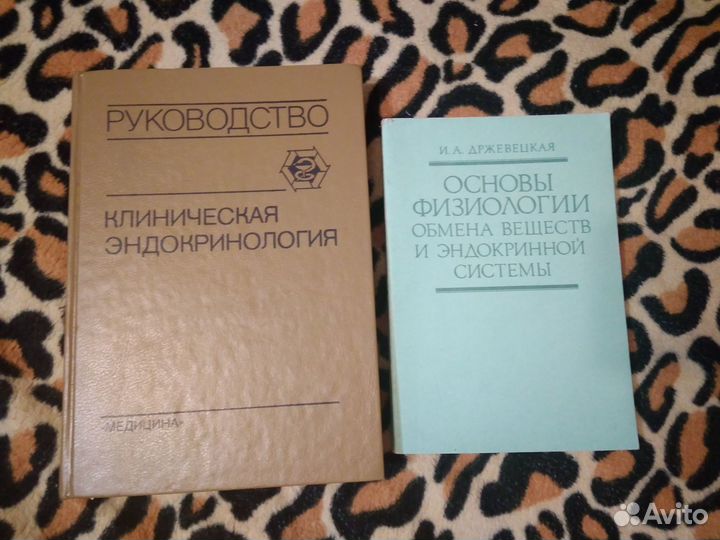 РУКОВОДСТВО
КЛИНИЧЕСКАЯ
ЭНДОКРИНОЛОГИЯ
«МЕДИЦИНА»
И. А. ДРЖЕВЕЦКАЯ
ОСНОВЫ
ФИЗИОЛОГИИ
ОБМЕНА ВЕЩЕСТВ
И ЭНДОКРИННОЙ
СИСТЕМЫ
Avito